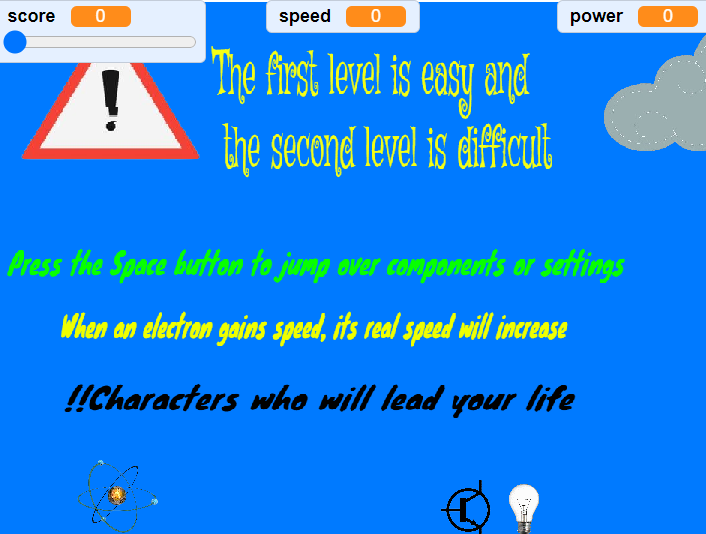 score 0 speed 0 power 0
!
The first level is easy and
the second level is difficult
Press the Space button to jump over components or settings
When an electron gains speed, its real speed will increase
!!Characters who will lead your life